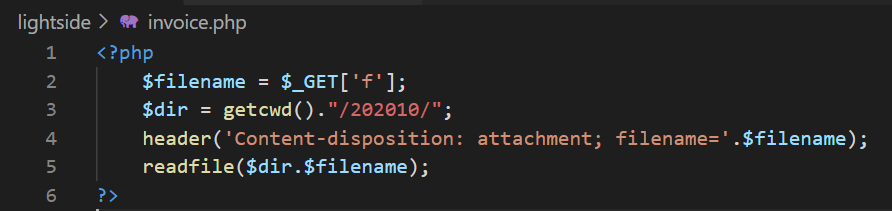 lightside > invoice.php
1 <?php
2 $filename = $_GET['f'];
3 $dir = getcwd()."/202010/";
4 header('Content-disposition: attachment; filename='.$filename);
5 readfile($dir.$filename);
6 ?>